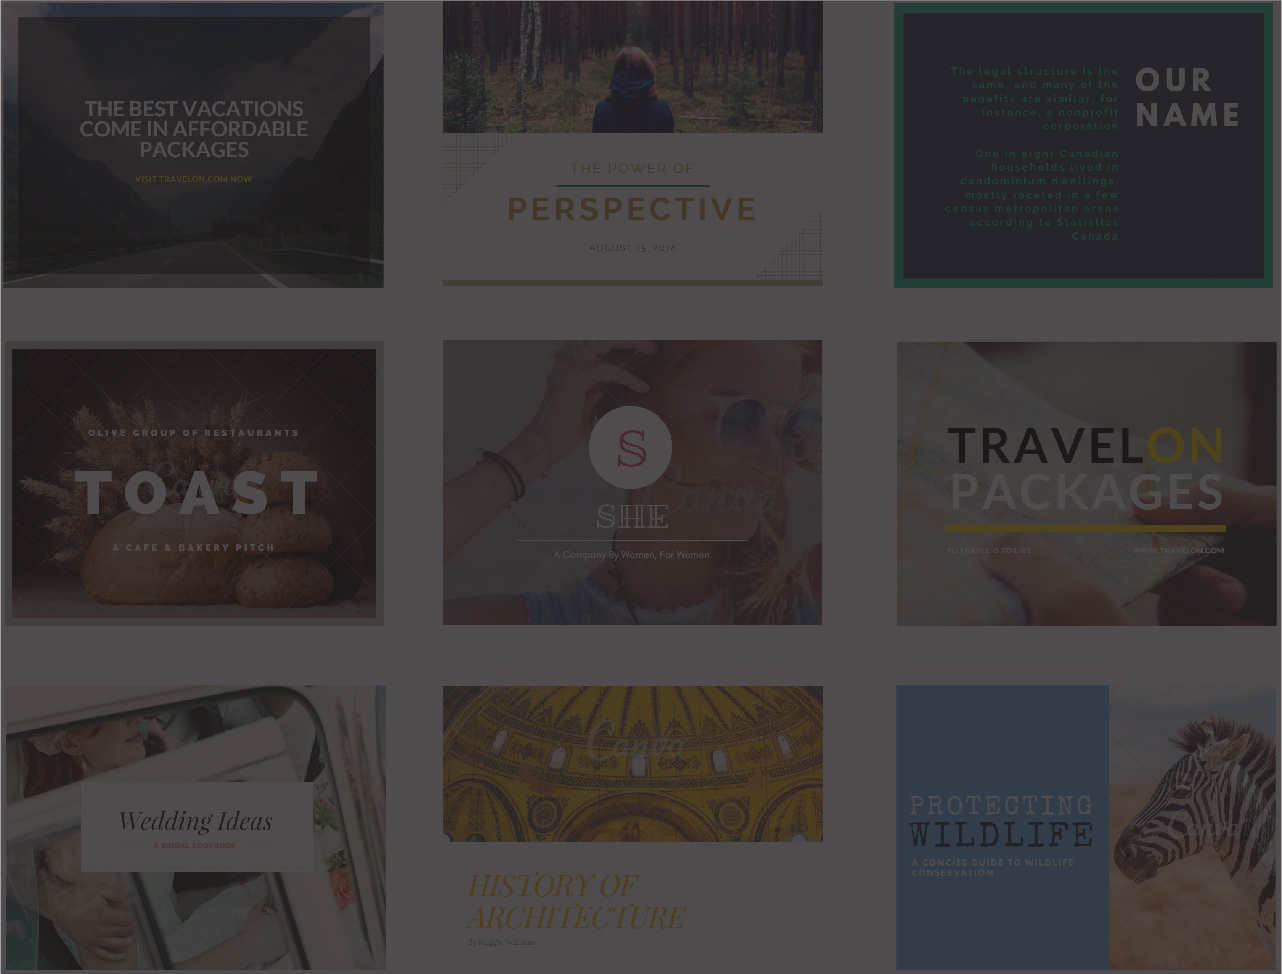 THE BEST VACATIONS
COME IN AFFORDABLE
PACKAGES
VISIT TRAVELON.COM NOW
THE POWER OF
PERSPECTIVE
AUGUST 15, 2016
The legal structure is the
same, and many of the
benefits are similar, for
instance, a nonprofit
corporation
One in eight Canadian
households lived in
condominium dwellings,
mostly located in a few
census metropolitan areas
according to Statistics
Canada
OUR
NAME
OLIVE GROUP OF RESTAURANTS
TOAST
A CAFE & BAKERY PITCH
S
SHE
A Company By Women, For Women.
Canva
TRAVELON
PACKAGES
TO TRAVEL IS TO LIVE
WWW.TRAVELON.COM
Wedding Ideas
A BRIDAL LOOKBOOK
Canva
HISTORY OF
ARCHITECTURE
By Maggie Williams
PROTECTING
WILDLIFE
A CONCISE GUIDE TO WILDLIFE
CONSERVATION